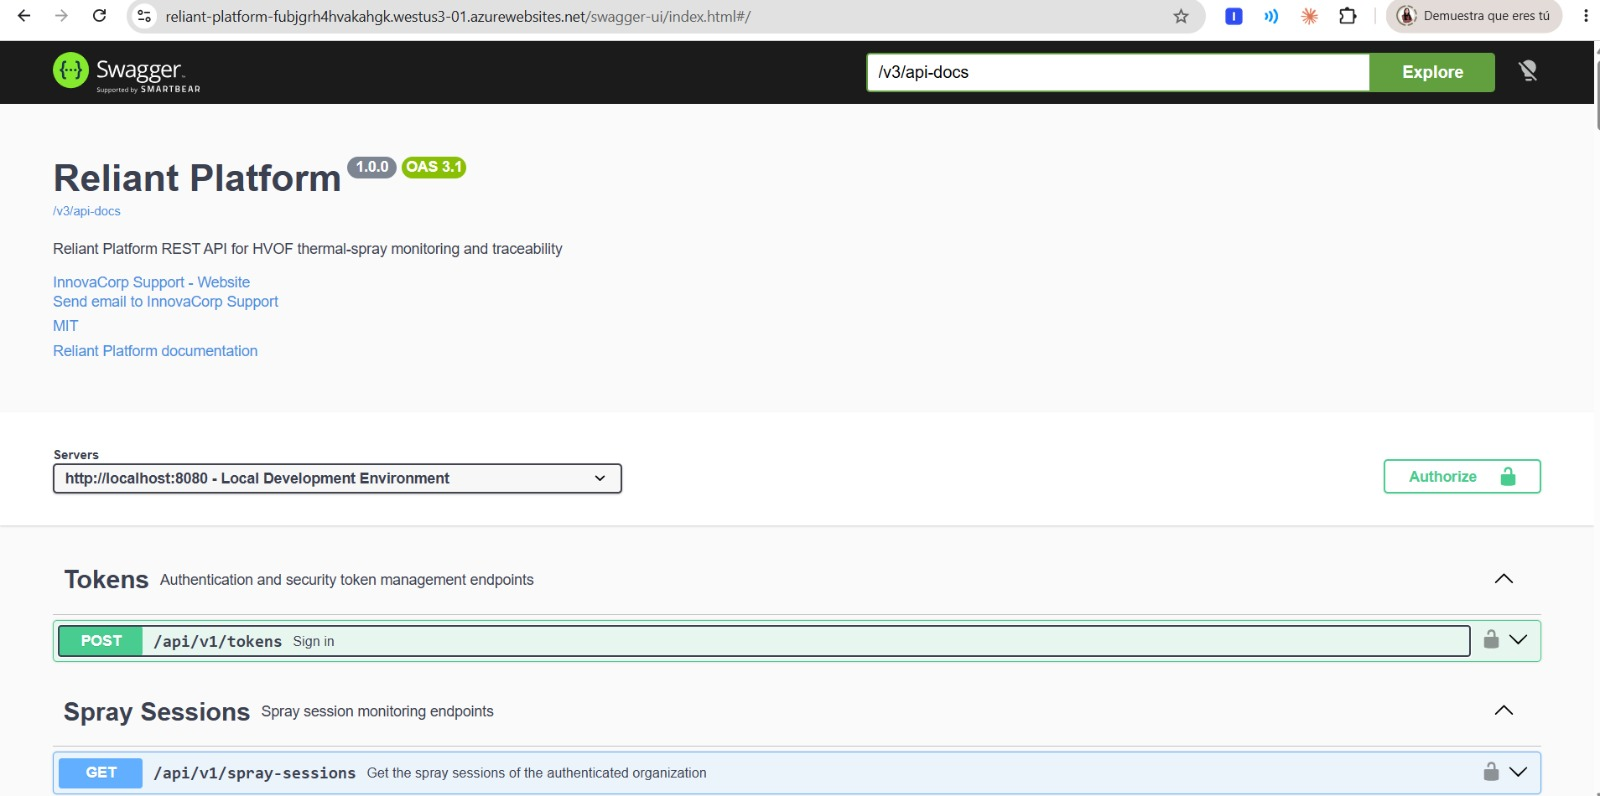 reliant-platform-fubjgrh4hvakahgk.westus3-01.azurewebsites.net/swagger-ui/index.html#/
Demuestra que eres tú
Swagger
Supported by SMARTBEAR
/v3/api-docs
Explore
Reliant Platform 1.0.0 OAS 3.1
/v3/api-docs
Reliant Platform REST API for HVOF thermal-spray monitoring and traceability
InnovaCorp Support - Website
Send email to InnovaCorp Support
MIT
Reliant Platform documentation
Servers
http://localhost:8080 - Local Development Environment
Authorize
Tokens Authentication and security token management endpoints
POST /api/v1/tokens Sign in
Spray Sessions Spray session monitoring endpoints
GET /api/v1/spray-sessions Get the spray sessions of the authenticated organization